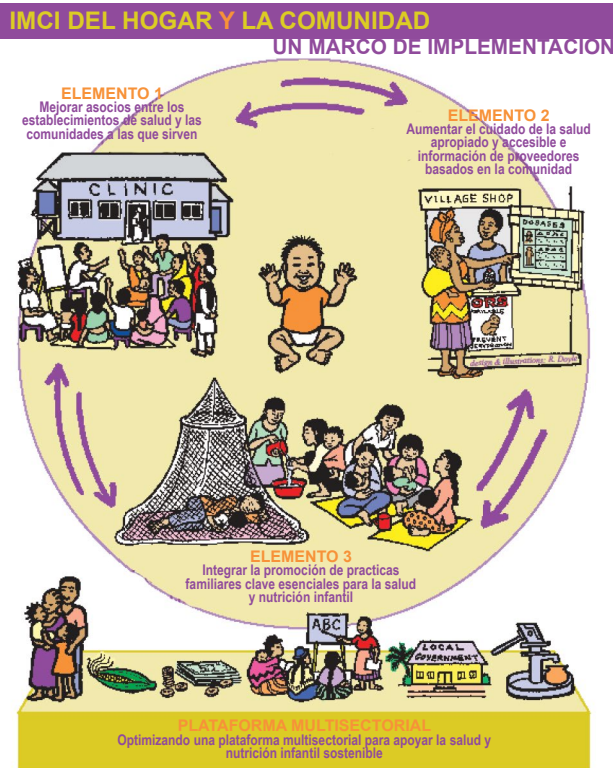 IMCI DEL HOGAR Y LA COMUNIDAD
UN MARCO DE IMPLEMENTACION
ELEMENTO 1
Mejorar asocios entre los
establecimientos de salud y las
comunidades a las que sirven
ELEMENTO 2
Aumentar el cuidado de la salud
apropiado y accesible e
información de proveedores
basados en la comunidad
CLINIC
VILLAGE SHOP
DOSAGES
ORS
AVAILABLE
PREVENT
design & illustrations: R. Doyle
ELEMENTO 3
Integrar la promoción de practicas
familiares clave esenciales para la salud
y nutrición infantil
ABC
LOCAL
GOVERNMENT
PLATAFORMA MULTISECTORIAL
Optimizando una plataforma multisectorial para apoyar la salud y
nutrición infantil sostenible